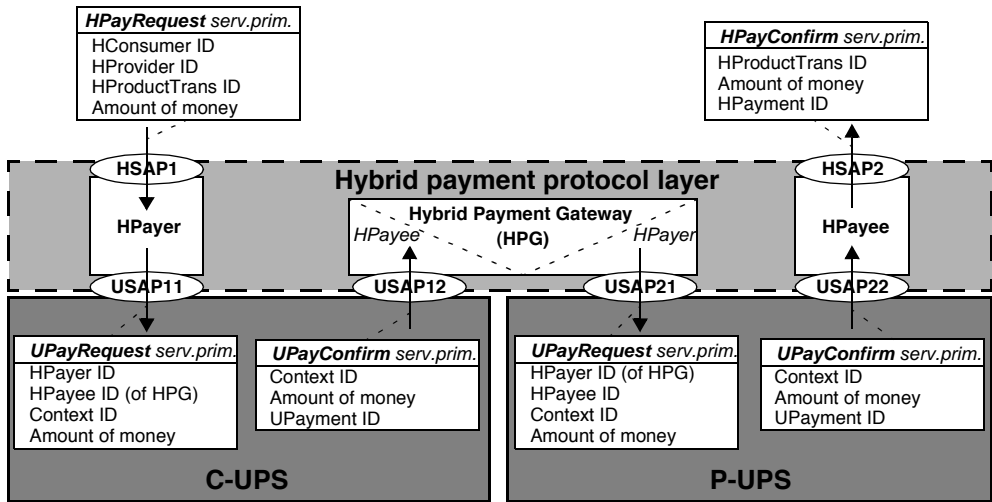 HPayRequest serv.prim.
HConsumer ID
HProvider ID
HProductTrans ID
Amount of money
HPayConfirm serv.prim.
HProductTrans ID
Amount of money
HPayment ID
HSAP1
HSAP2
Hybrid payment protocol layer
HPayer
Hybrid Payment Gateway
(HPG)
HPayee
HPayer
HPayee
USAP11
USAP12
USAP21
USAP22
UPayRequest serv.prim.
HPayer ID
HPayee ID (of HPG)
Context ID
Amount of money
UPayConfirm serv.prim.
Context ID
Amount of money
UPayment ID
UPayRequest serv.prim.
HPayer ID (of HPG)
HPayee ID
Context ID
Amount of money
UPayConfirm serv.prim.
Context ID
Amount of money
UPayment ID
C-UPS
P-UPS